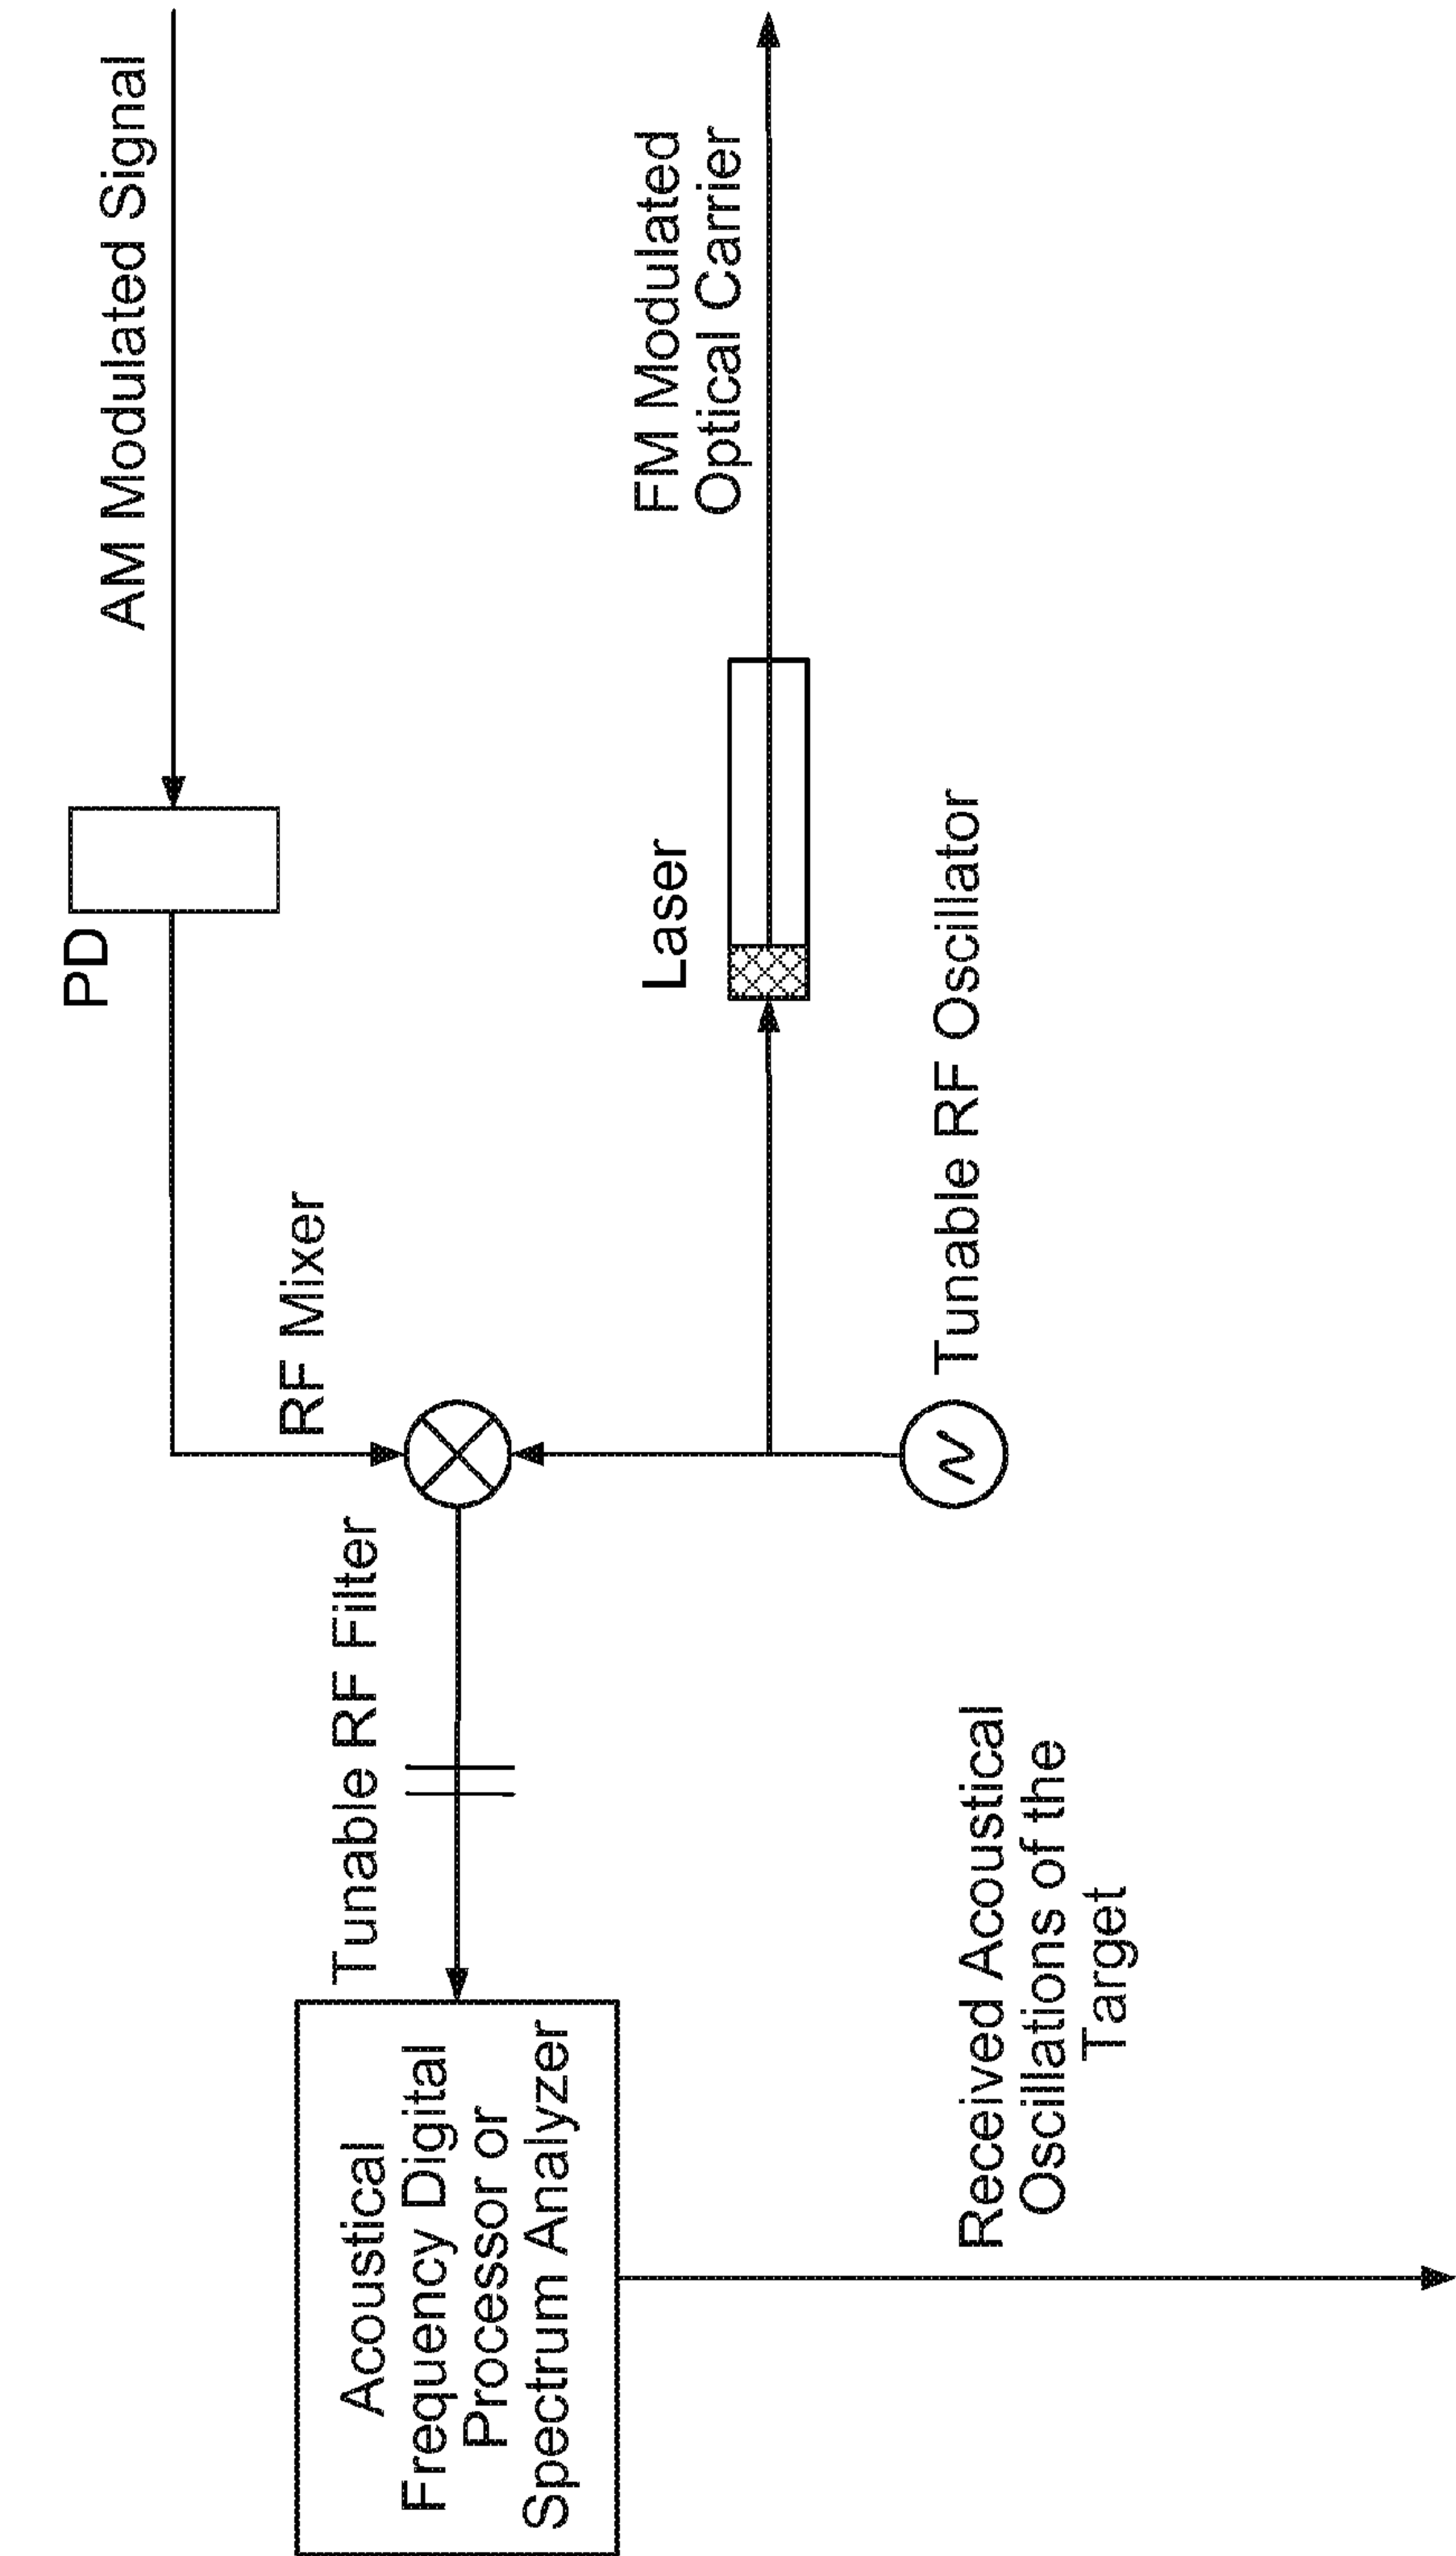 AM Modulated Signal
PD
RF Mixer
Tunable RF Filter
Acoustical
Frequency Digital
Processor or
Spectrum Analyzer
FM Modulated
Optical Carrier
Laser
Tunable RF Oscillator
Received Acoustical
Oscillations of the
Target